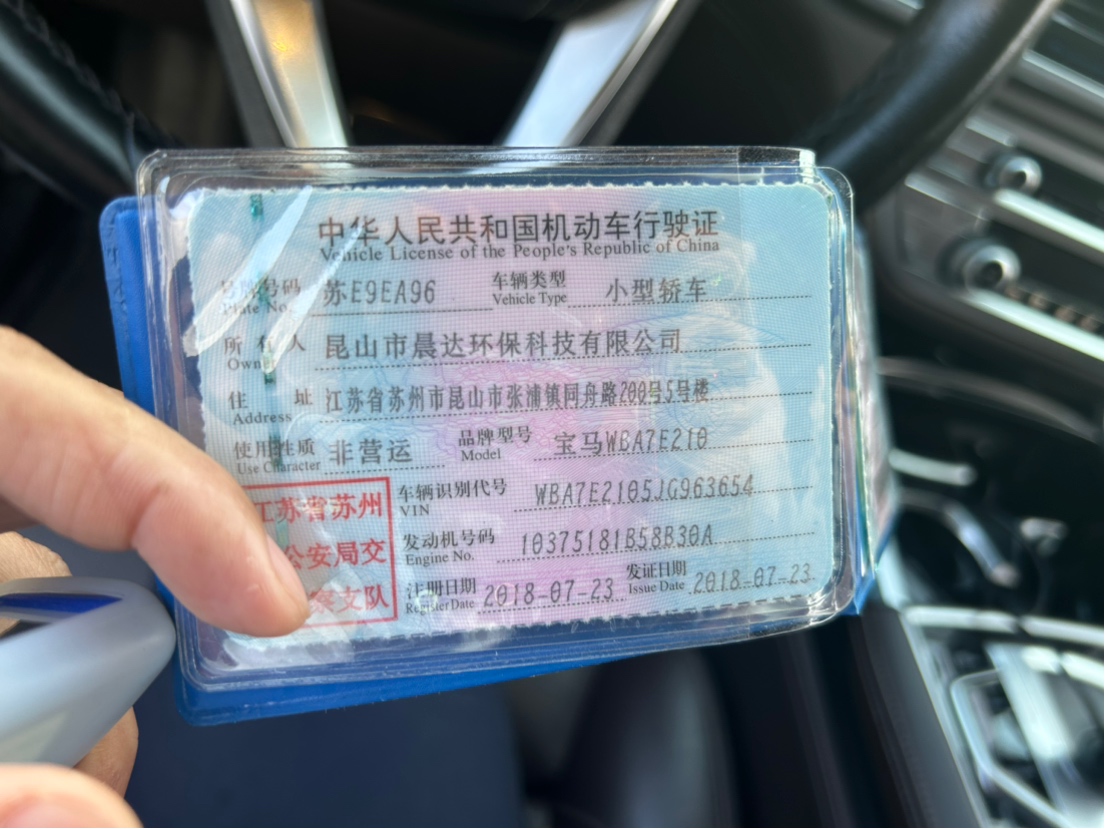 中华人民共和国机动车行驶证
Vehicle License of the People's Republic of China
号牌号码 苏E9EA96 车辆类型 小型轿车
Plate No. Vehicle Type
所有人 昆山市晨达环保科技有限公司
Owner
住址 江苏省苏州市昆山市张浦镇同舟路200号5号楼
Address
使用性质 非营运 品牌型号 宝马WBA7E210
Use Character Model
江苏省苏州 车辆识别代号 WBA7E2105JG963654
VIN
公安局交 发动机号码 10375181B58B30A
Engine No.
察支队 注册日期 2018-07-23 发证日期 2018-07-23
Register Date Issue Date